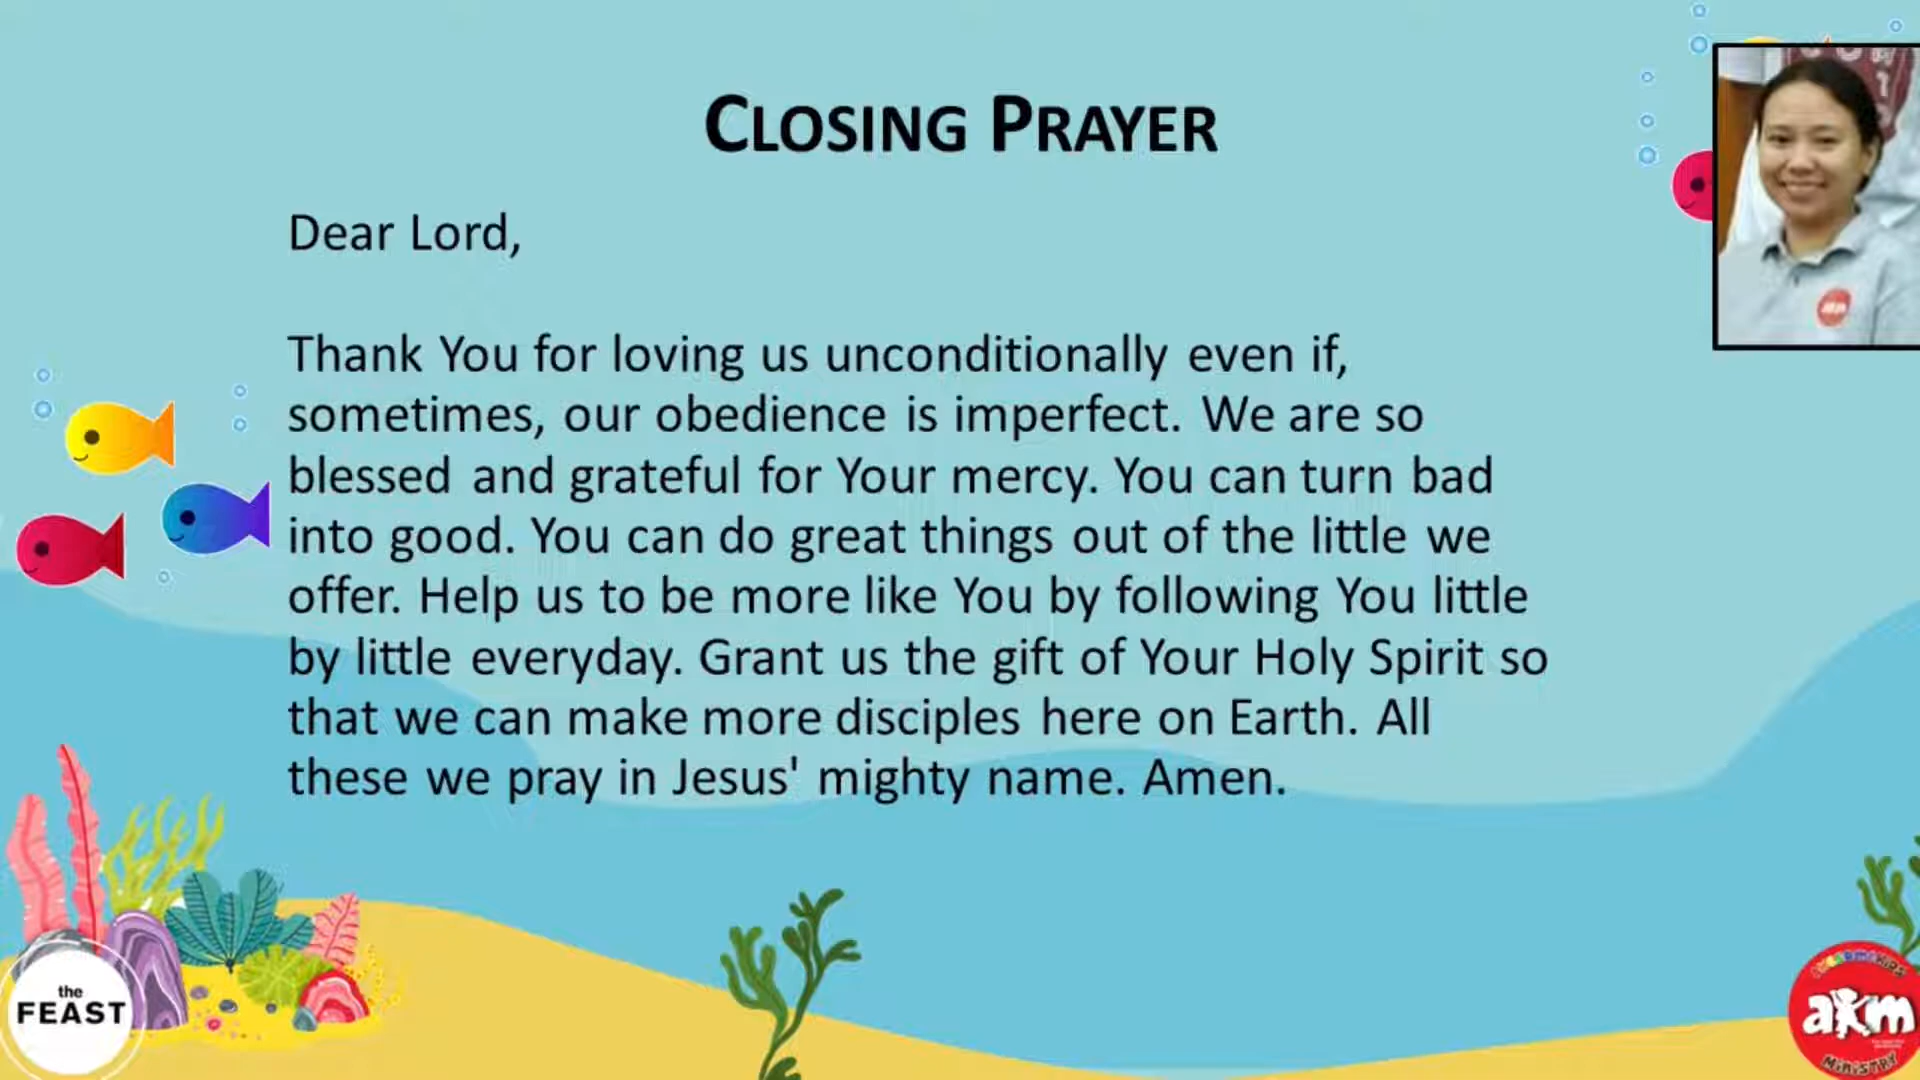 CLOSING PRAYER
Dear Lord,
Thank You for loving us unconditionally even if,
sometimes, our obedience is imperfect. We are so
blessed and grateful for Your mercy. You can turn bad
into good. You can do great things out of the little we
offer. Help us to be more like You by following You little
by little everyday. Grant us the gift of Your Holy Spirit so
that we can make more disciples here on Earth. All
these we pray in Jesus' mighty name. Amen.
the
FEAST
awesomekids
akm
MiNiSTRY